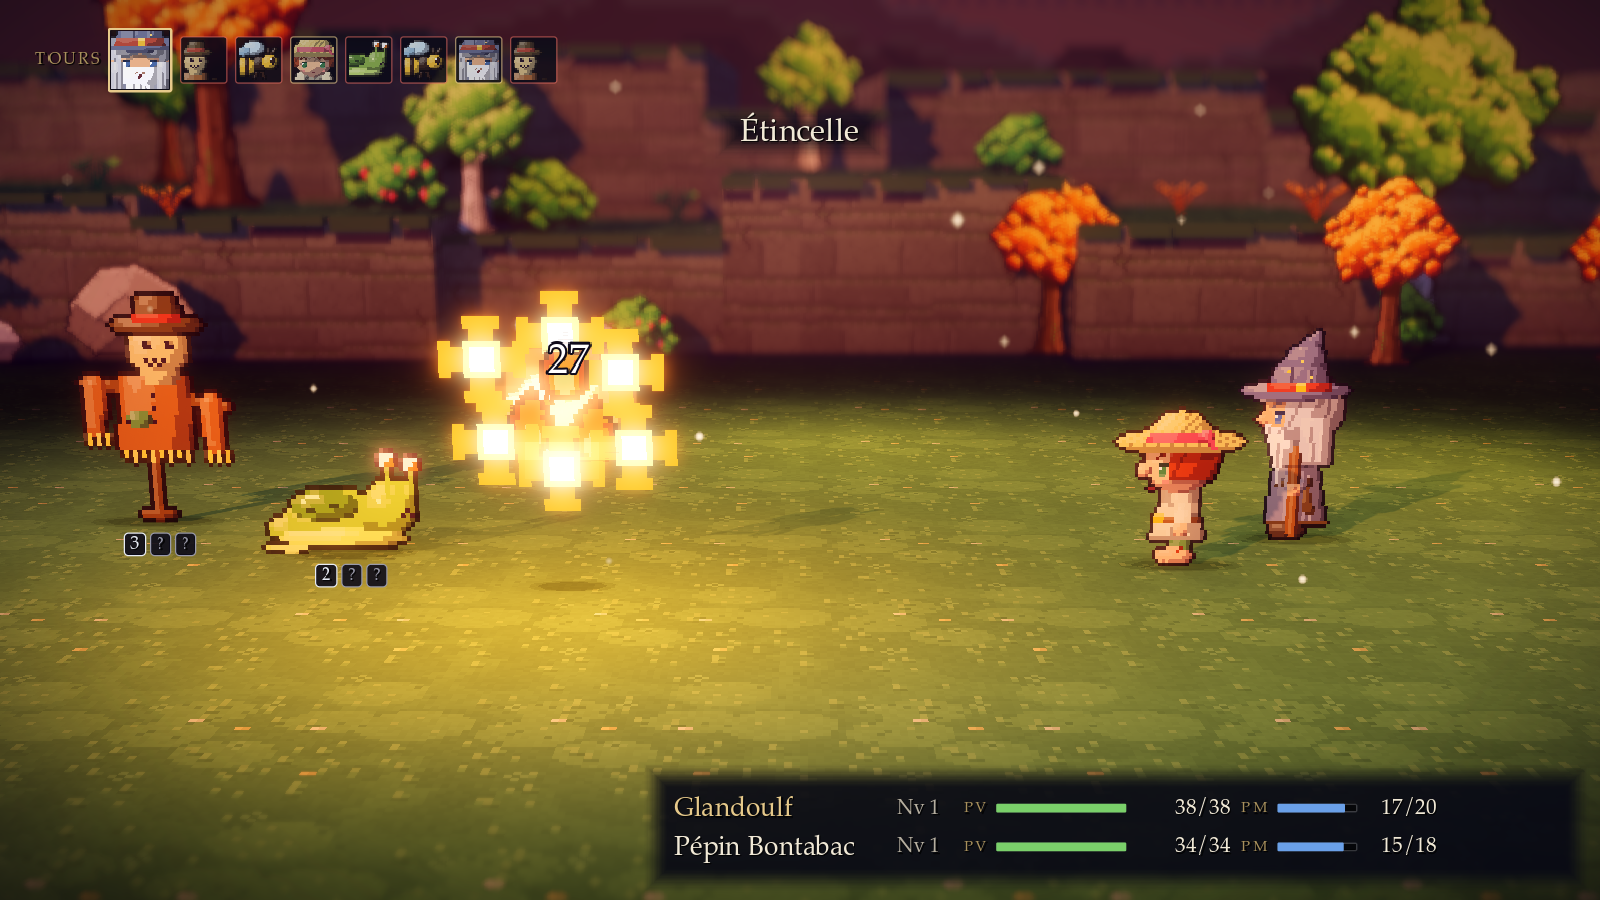 TOURS
Étincelle
27
3 ? ?
2 ? ?
Glandoulf Nv 1 PV 38/38 PM 17/20
Pépin Bontabac Nv 1 PV 34/34 PM 15/18